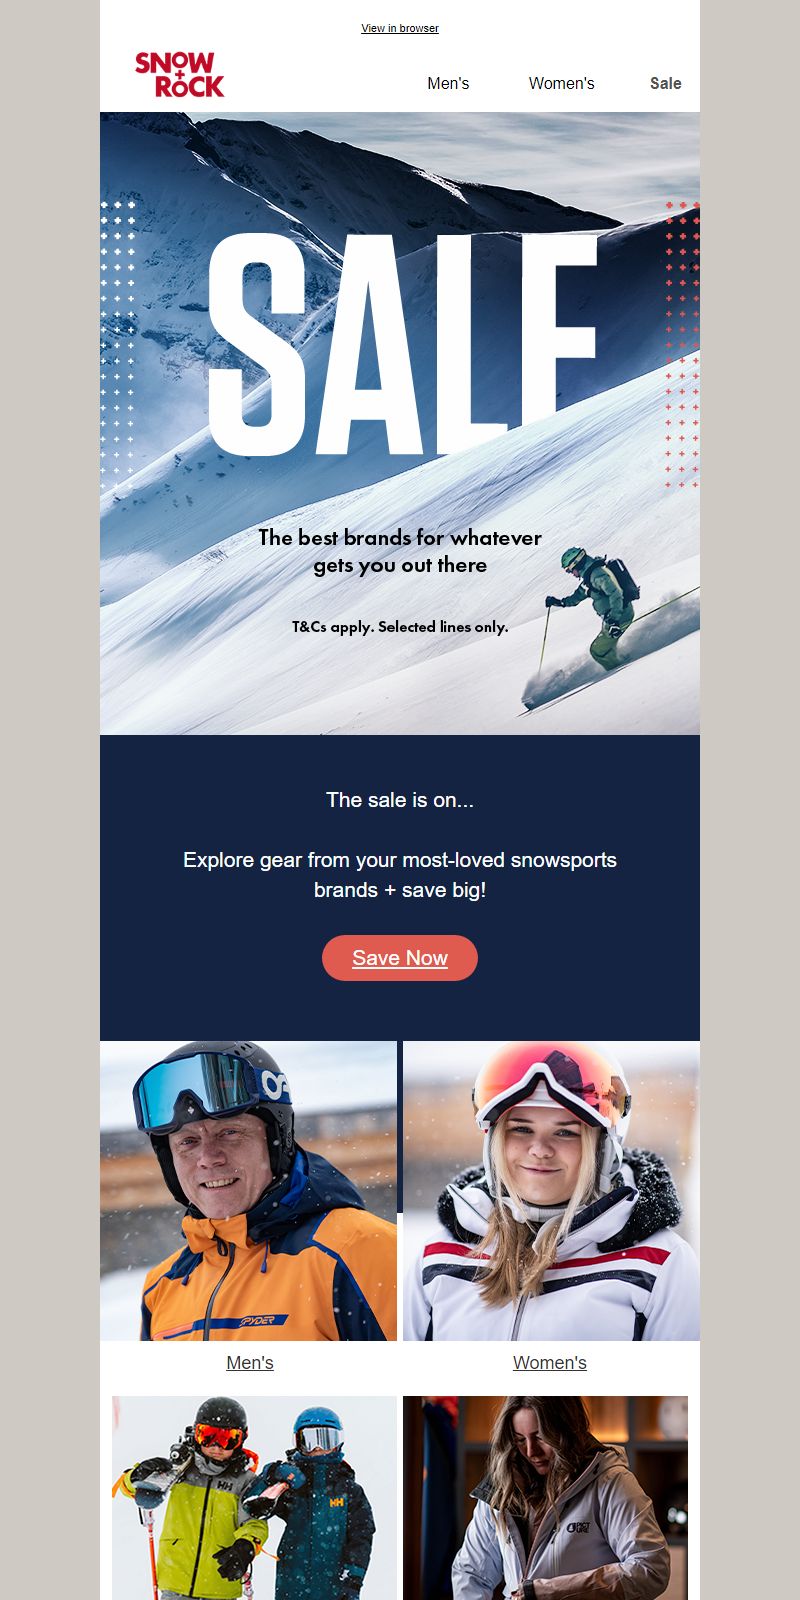 View in browser
SNOW
+
ROCK
Men's Women's Sale
SALE
The best brands for whatever
gets you out there
T&Cs apply. Selected lines only.
The sale is on...
Explore gear from your most-loved snowsports
brands + save big!
Save Now
SPYDER
Men's
Women's
HH
HH
PICT
URE